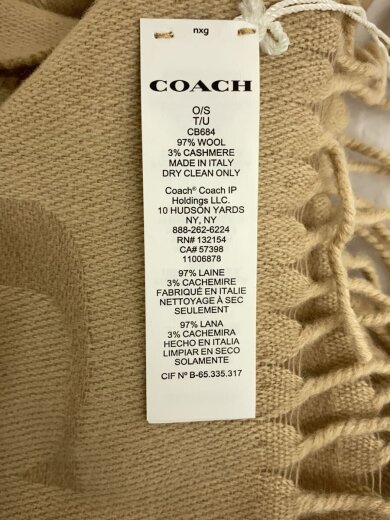 nxg
COACH
O/S
T/U
CB684
97% WOOL
3% CASHMERE
MADE IN ITALY
DRY CLEAN ONLY
Coach® Coach IP
Holdings LLC.
10 HUDSON YARDS
NY, NY
888-262-6224
RN# 132154
CA# 57398
11006878
97% LAINE
3% CACHEMIRE
FABRIQUÉ EN ITALIE
NETTOYAGE À SEC
SEULEMENT
97% LANA
3% CACHEMIRA
HECHO EN ITALIA
LIMPIAR EN SECO
SOLAMENTE
CIF Nº B-65.335.317